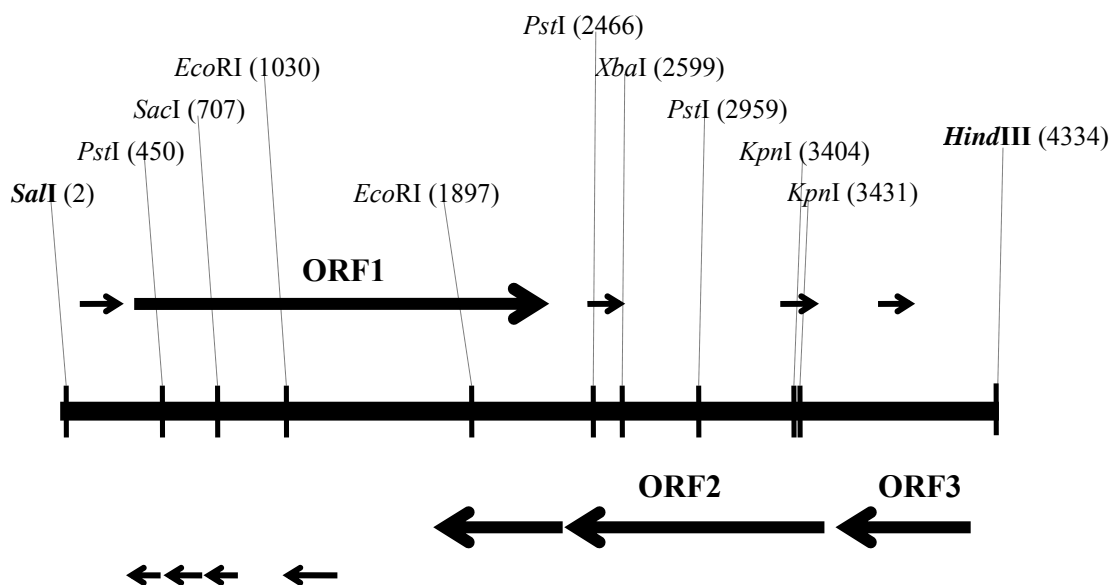 PstI (2466)
EcoRI (1030)
XbaI (2599)
SacI (707)
PstI (2959)
HindIII (4334)
PstI (450)
KpnI (3404)
SalI (2)
EcoRI (1897)
KpnI (3431)
ORF1
ORF2
ORF3